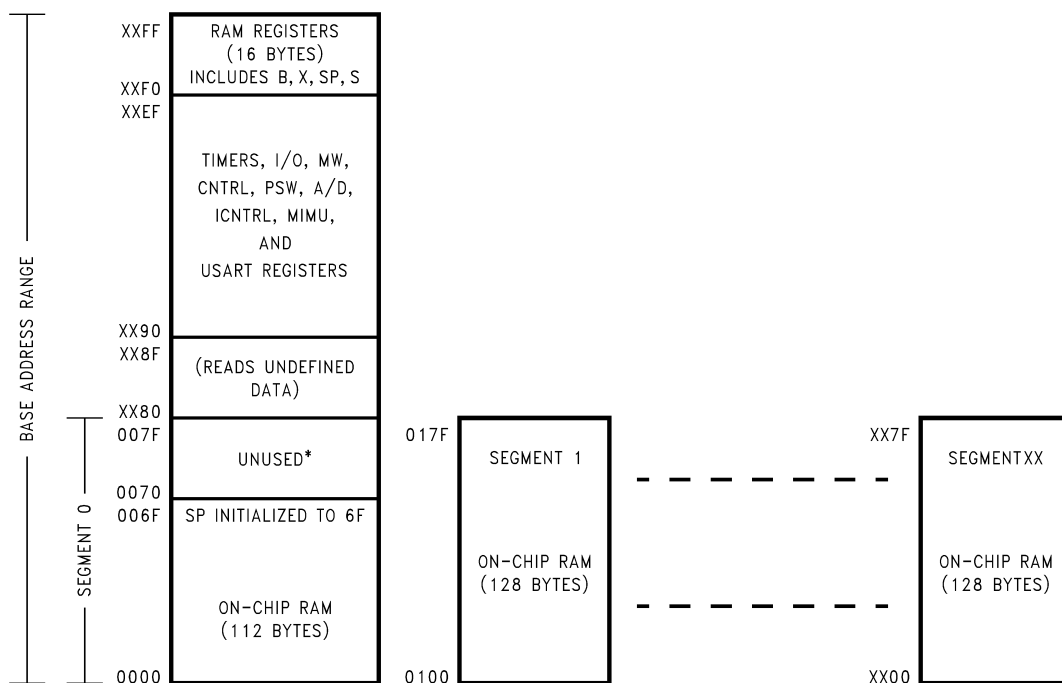 BASE ADDRESS RANGE
SEGMENT 0
XXFF
RAM REGISTERS
(16 BYTES)
INCLUDES B, X, SP, S
XXF0
XXEF
TIMERS, I/O, MW,
CNTRL, PSW, A/D,
ICNTRL, MIMU,
AND
USART REGISTERS
XX90
XX8F
(READS UNDEFINED
DATA)
XX80
007F
UNUSED*
0070
006F
SP INITIALIZED TO 6F
ON-CHIP RAM
(112 BYTES)
0000
017F
SEGMENT 1
ON-CHIP RAM
(128 BYTES)
0100
XX7F
SEGMENT XX
ON-CHIP RAM
(128 BYTES)
XX00